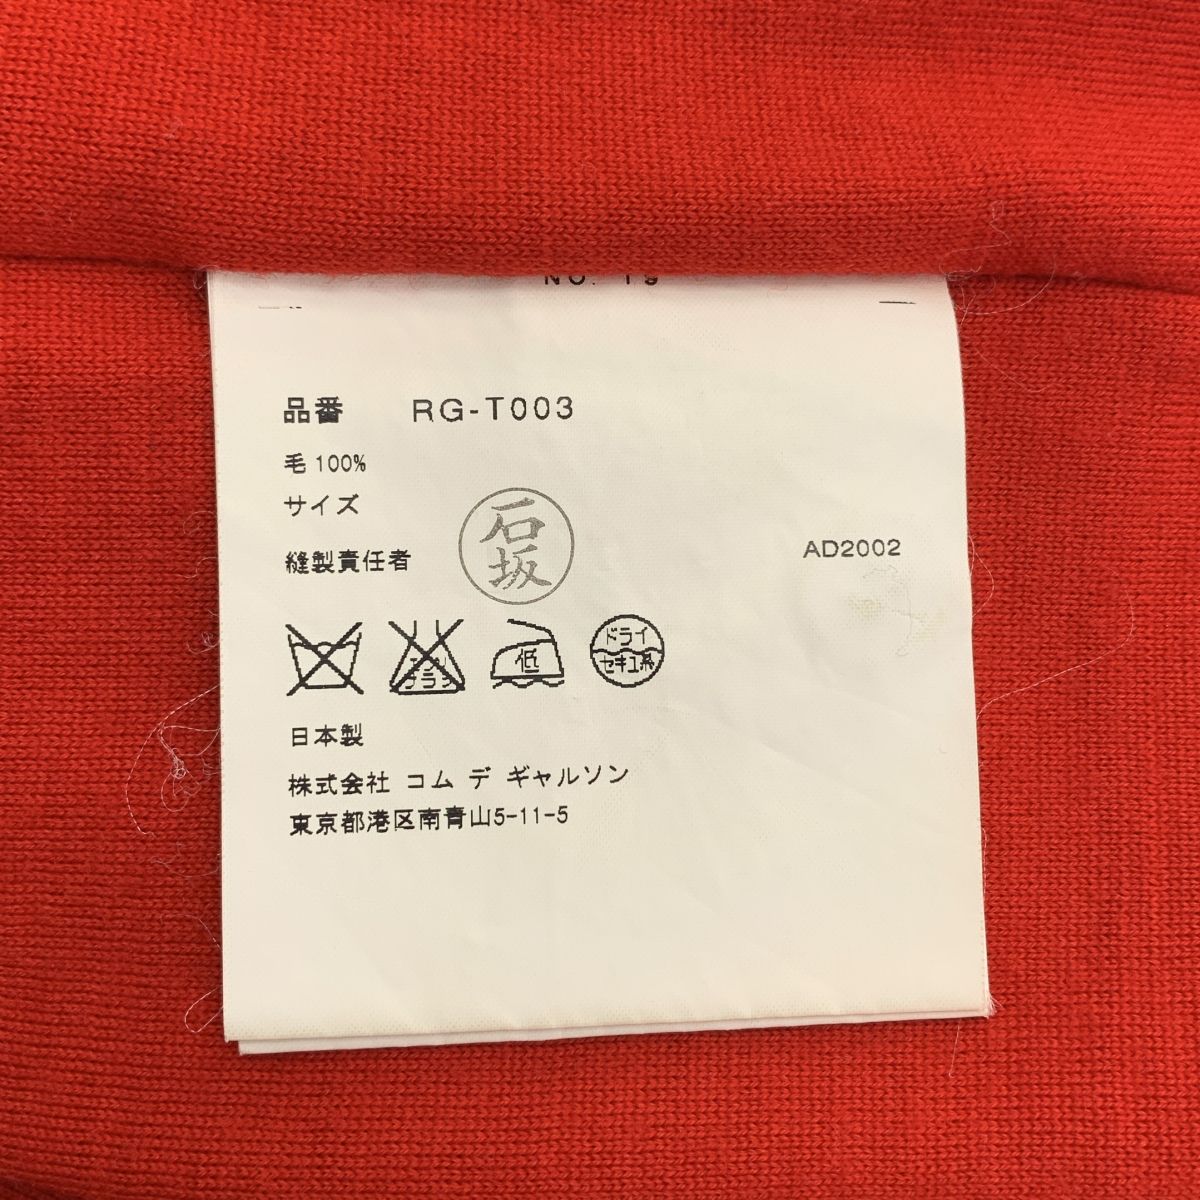 品番 RG-T003
毛 100%
サイズ
縫製責任者 石坂
AD2002
低
ドライ
セキユ系
日本製
株式会社 コム デ ギャルソン
東京都港区南青山5-11-5